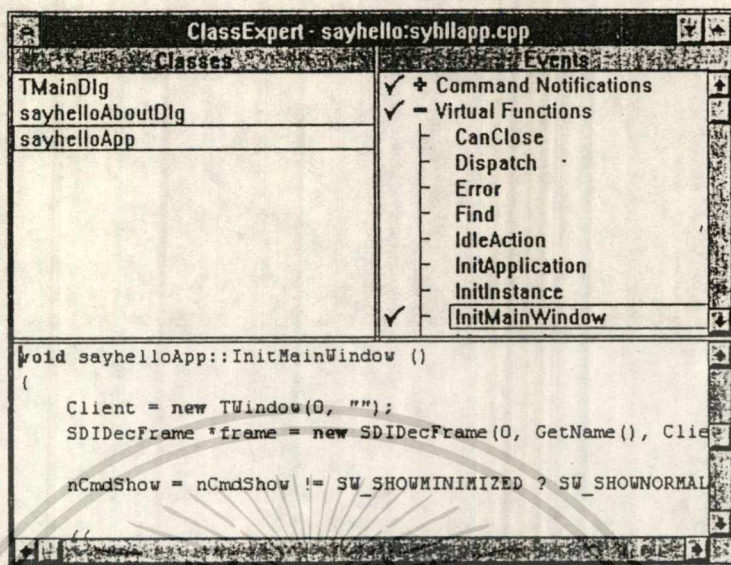 ClassExpert - sayhello:syhllapp.cpp
Classes
Events
TMainDlg
sayhelloAboutDlg
sayhelloApp
Command Notifications
Virtual Functions
CanClose
Dispatch
Error
Find
IdleAction
InitApplication
InitInstance
InitMainWindow
void sayhelloApp::InitMainWindow ()
{
Client = new TWindow(0, "");
SDIDecFrame *frame = new SDIDecFrame(0, GetName(), Clie
nCmdShow = nCmdShow != SW_SHOWMINIMIZED ? SW_SHOWNORMAL
//